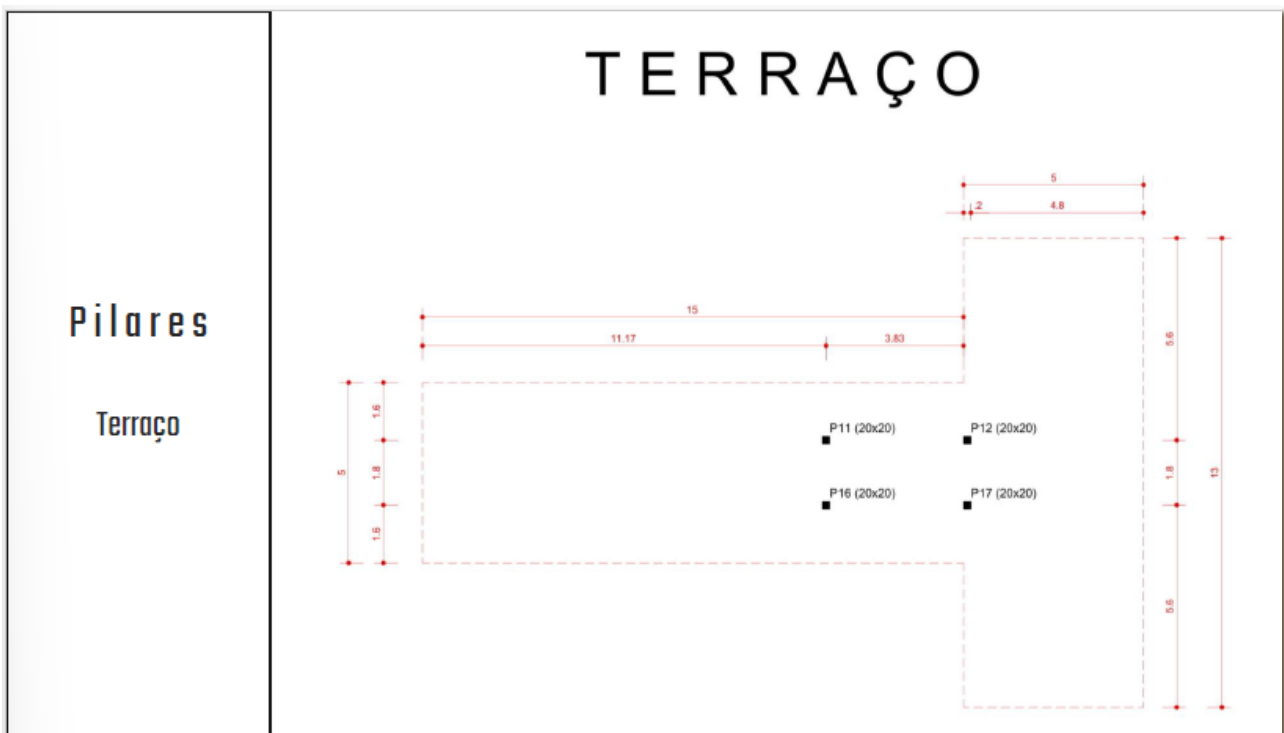 TERRAÇO
Pilares
Terraço
5
.2
4.8
15
11.17
3.83
5
1.6
1.8
1.6
P11 (20x20)
P12 (20x20)
P16 (20x20)
P17 (20x20)
5.6
1.8
5.6
13